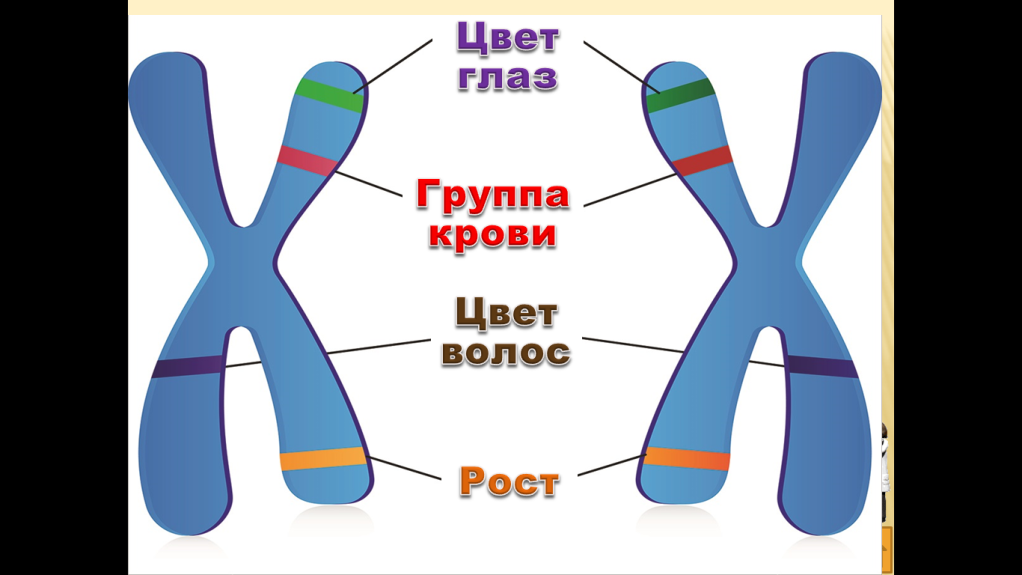 Цвет
глаз
Группа
крови
Цвет
волос
Рост